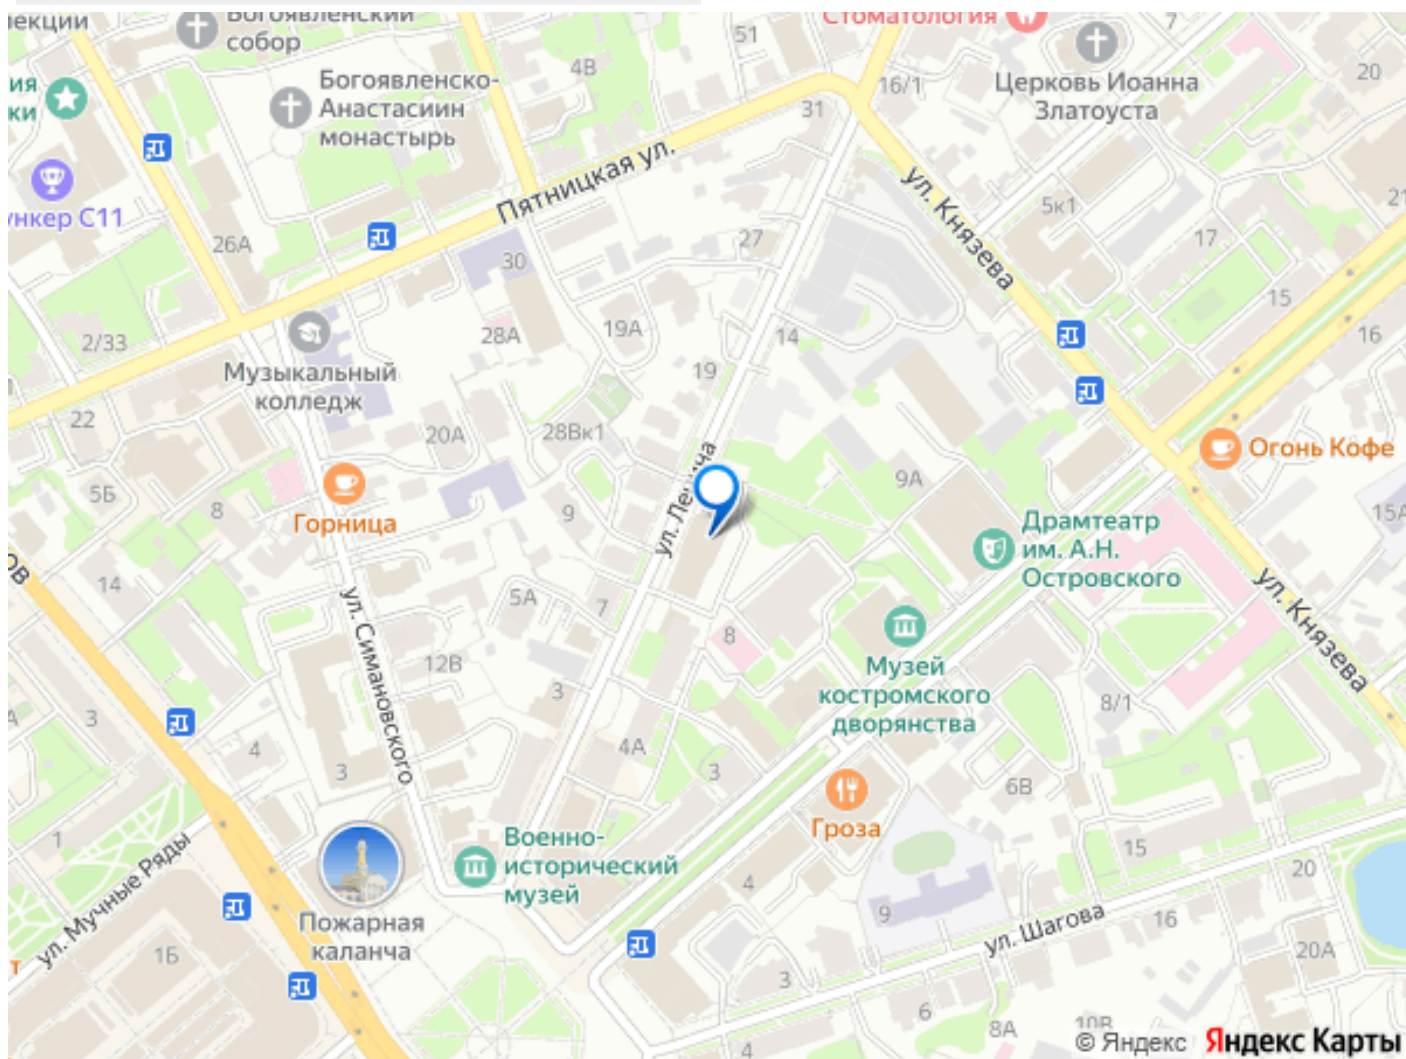 Богоявленский
собор
Стоматология
51
7
4В
20
16/1
Церковь Иоанна
Златоуста
Богоявленско-
Анастасиин
монастырь
31
Пятницкая ул.
ул. Князева
5к1
21
17
26А
27
30
15
16
2/33
28А
19А
14
Музыкальный
колледж
19
22
20А
28Вк1
Огонь Кофе
9А
5Б
8
Горница
9
15А
Драмтеатр
им. А.Н.
Островского
14
5А
7
ул. Симановского
8
ул. Князева
12В
Музей
костромского
дворянства
3
8/1
3
4
3
4А
3
6В
Гроза
1
Военно-
исторический
музей
15
20
ул. Мучные Ряды
4
9
16
ул. Шагова
Пожарная
каланча
1Б
20А
3
6
8А
10В
4
© Яндекс
Яндекс Карты